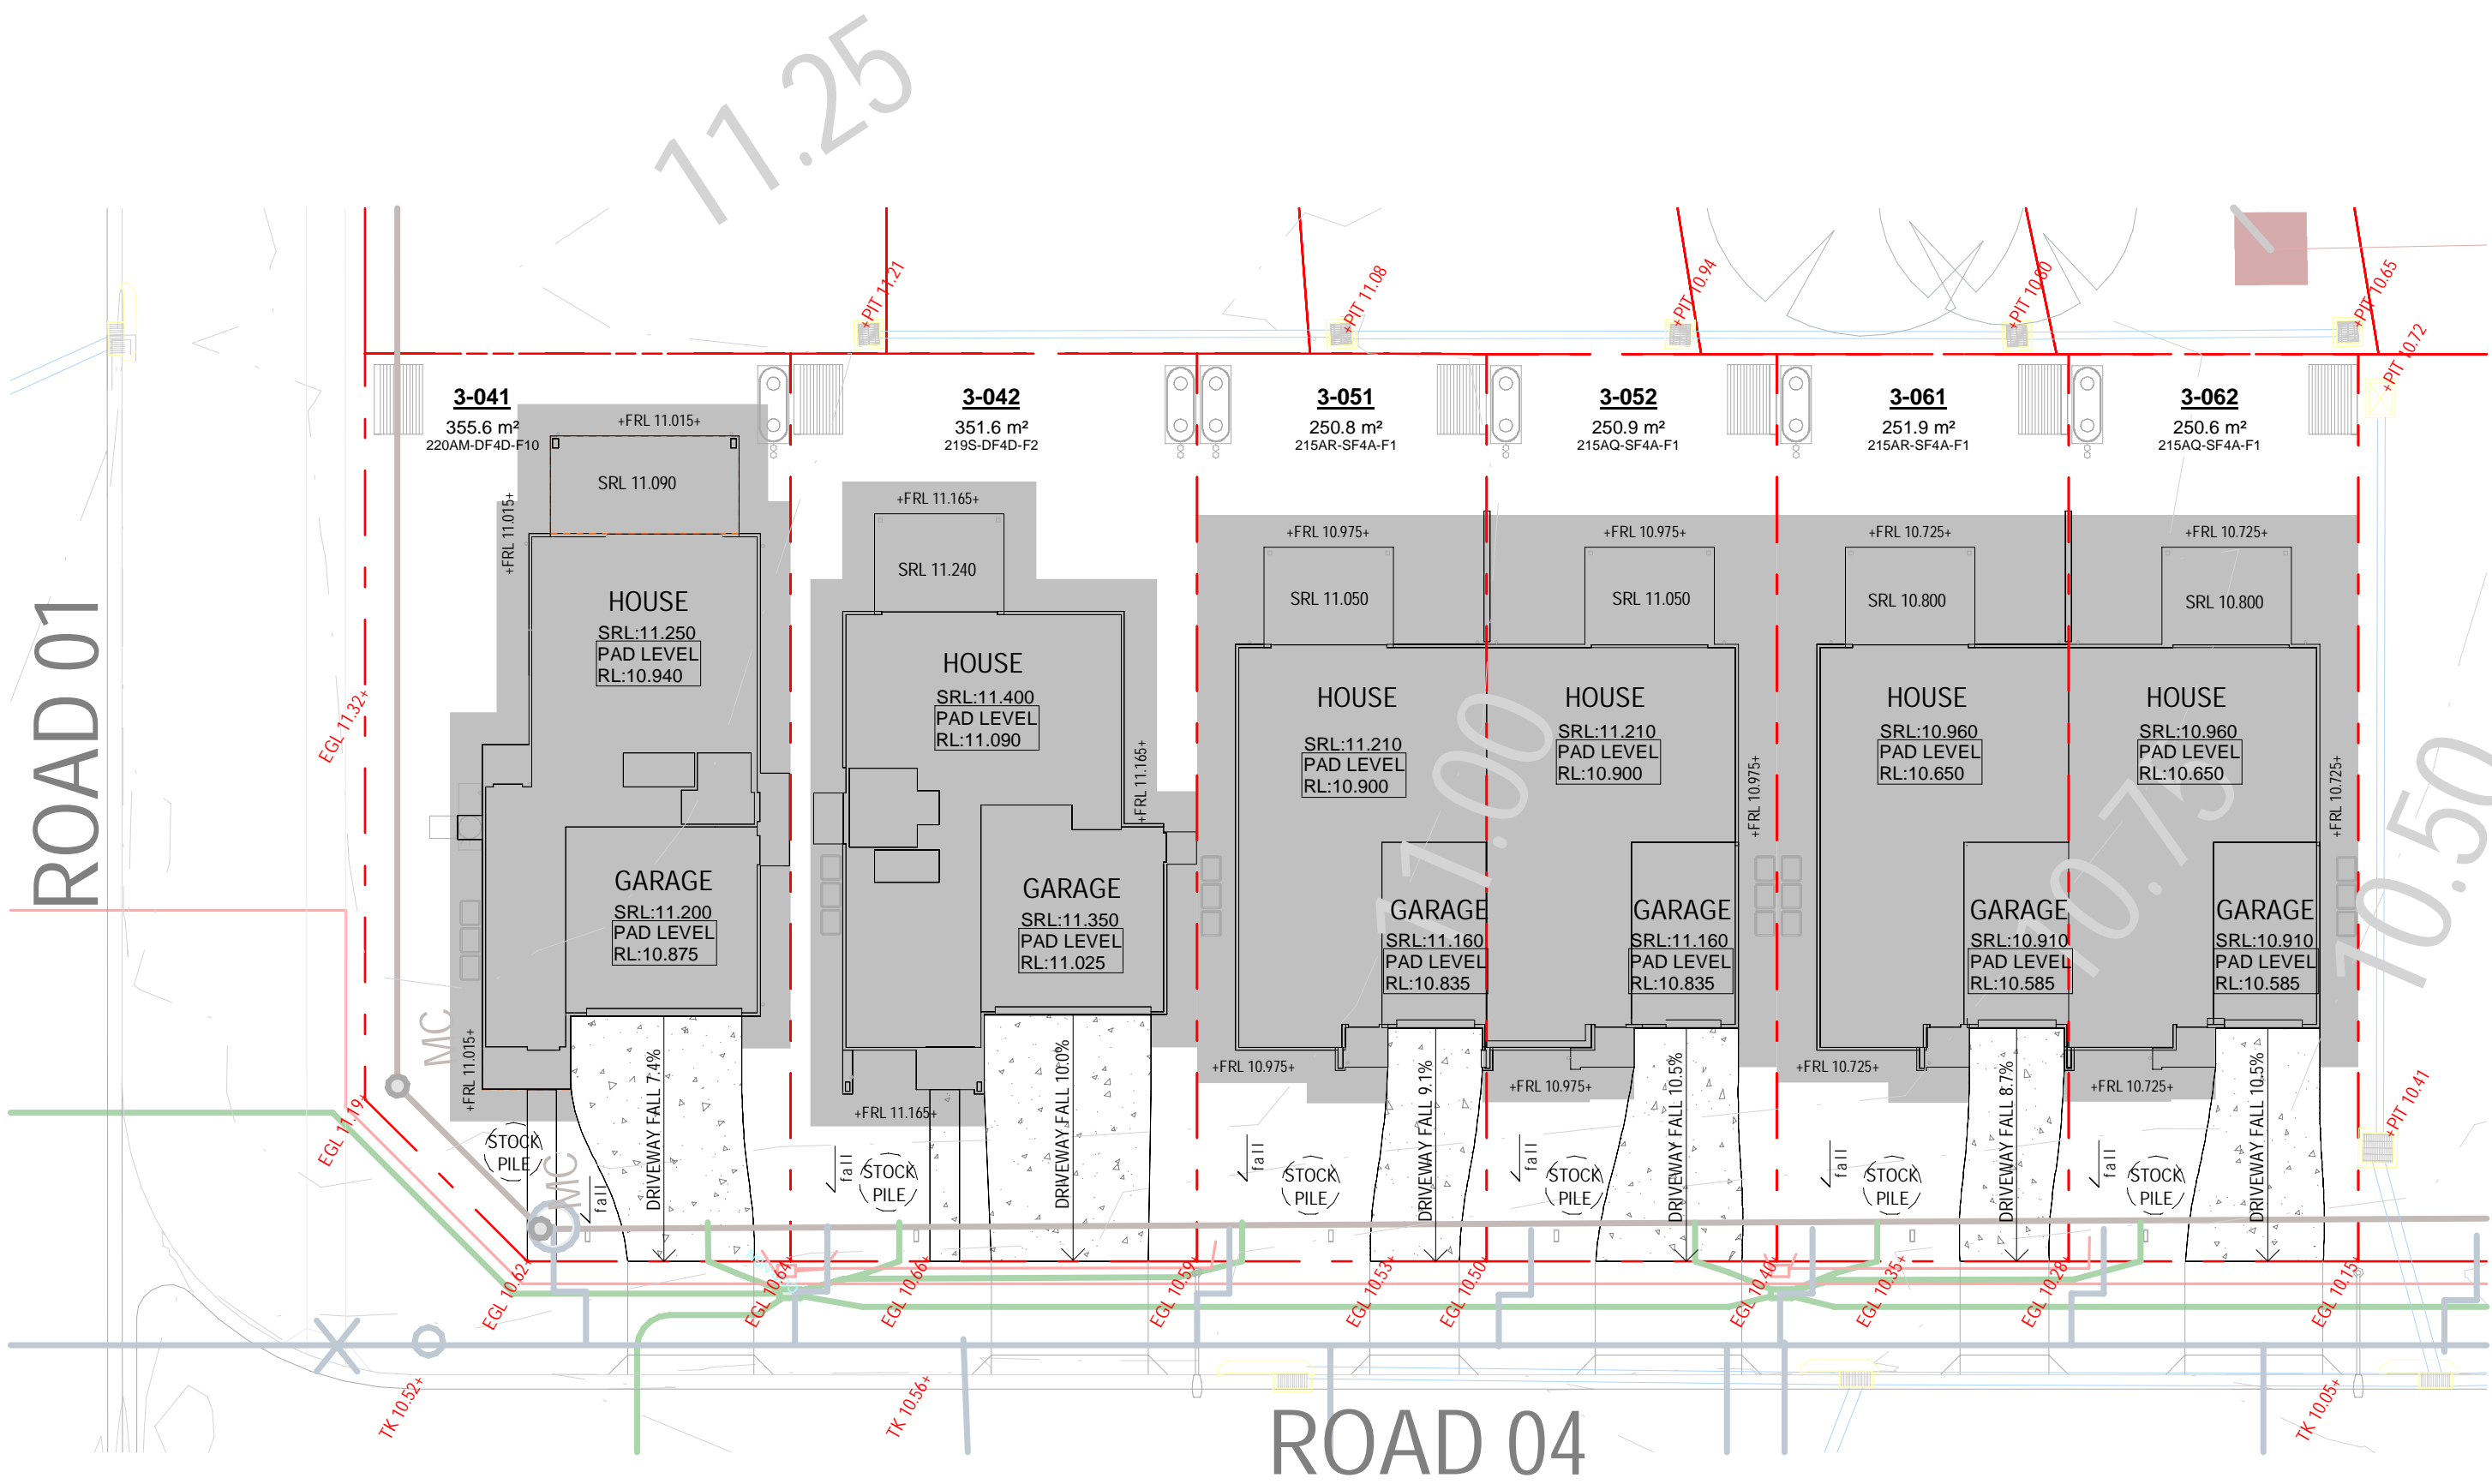 11.25
+PIT 11.21
+PIT 11.08
+PIT 10.94
+PIT 10.80
+PIT 10.65
+PIT 10.72
3-041
355.6 m²
220AM-DF4D-F10
3-042
351.6 m²
219S-DF4D-F2
3-051
250.8 m²
215AR-SF4A-F1
3-052
250.9 m²
215AQ-SF4A-F1
3-061
251.9 m²
215AR-SF4A-F1
3-062
250.6 m²
215AQ-SF4A-F1
ROAD 01
EGL 11.32+
+FRL 11.015+
+FRL 11.015+
SRL 11.090
HOUSE
SRL:11.250
PAD LEVEL
RL:10.940
GARAGE
SRL:11.200
PAD LEVEL
RL:10.875
+FRL 11.015+
MC
MC
EGL 11.19+
STOCK
PILE
fall
DRIVEWAY FALL 7.4%
+FRL 11.165+
SRL 11.240
HOUSE
SRL:11.400
PAD LEVEL
RL:11.090
+FRL 11.165+
GARAGE
SRL:11.350
PAD LEVEL
RL:11.025
+FRL 11.165+
fall
STOCK
PILE
DRIVEWAY FALL 10.0%
+FRL 10.975+
SRL 11.050
HOUSE
SRL:11.210
PAD LEVEL
RL:10.900
11.00
GARAGE
SRL:11.160
PAD LEVEL
RL:10.835
+FRL 10.975+
fall
STOCK
PILE
DRIVEWAY FALL 9.1%
+FRL 10.975+
SRL 11.050
HOUSE
SRL:11.210
PAD LEVEL
RL:10.900
+FRL 10.975+
GARAGE
SRL:11.160
PAD LEVEL
RL:10.835
+FRL 10.975+
fall
STOCK
PILE
DRIVEWAY FALL 10.5%
+FRL 10.725+
SRL 10.800
HOUSE
SRL:10.960
PAD LEVEL
RL:10.650
GARAGE
SRL:10.910
PAD LEVEL
RL:10.585
+FRL 10.725+
fall
STOCK
PILE
DRIVEWAY FALL 8.7%
+FRL 10.725+
SRL 10.800
HOUSE
SRL:10.960
PAD LEVEL
RL:10.650
10.75
+FRL 10.725+
GARAGE
SRL:10.910
PAD LEVEL
RL:10.585
+FRL 10.725+
fall
STOCK
PILE
DRIVEWAY FALL 10.5%
10.50
+PIT 10.41
EGL 10.62+
EGL 10.64+
EGL 10.66+
EGL 10.59+
EGL 10.53+
EGL 10.50+
EGL 10.40+
EGL 10.35+
EGL 10.28+
EGL 10.15+
TK 10.52+
TK 10.56+
TK 10.05+
ROAD 04